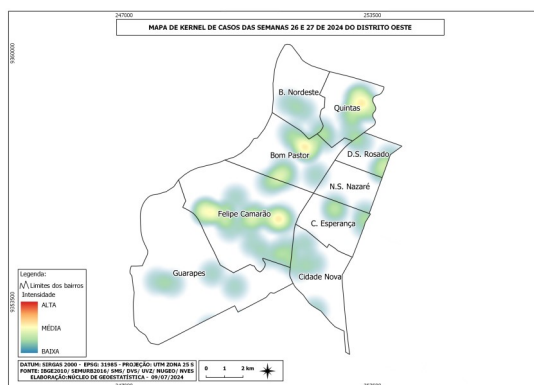 247000
253500
MAPA DE KERNEL DE CASOS DAS SEMANAS 26 E 27 DE 2024 DO DISTRITO OESTE
9360000
B. Nordeste
Quintas
Bom Pastor
D.S. Rosado
N.S. Nazaré
Felipe Camarão
C. Esperança
Guarapes
Cidade Nova
9353500
Legenda:
Limites dos bairros
Intensidade
ALTA
MÉDIA
BAIXA
DATUM: SIRGAS 2000 - EPSG: 31985 - PROJEÇÃO: UTM ZONA 25 S
FONTE: IBGE2010/ SEMURB2016/ SMS/ DVS/ UVZ/ NUGEO/ NVES
ELABORAÇÃO:NÚCLEO DE GEOESTATÍSTICA - 09/07/2024
0 1 2 km
247000